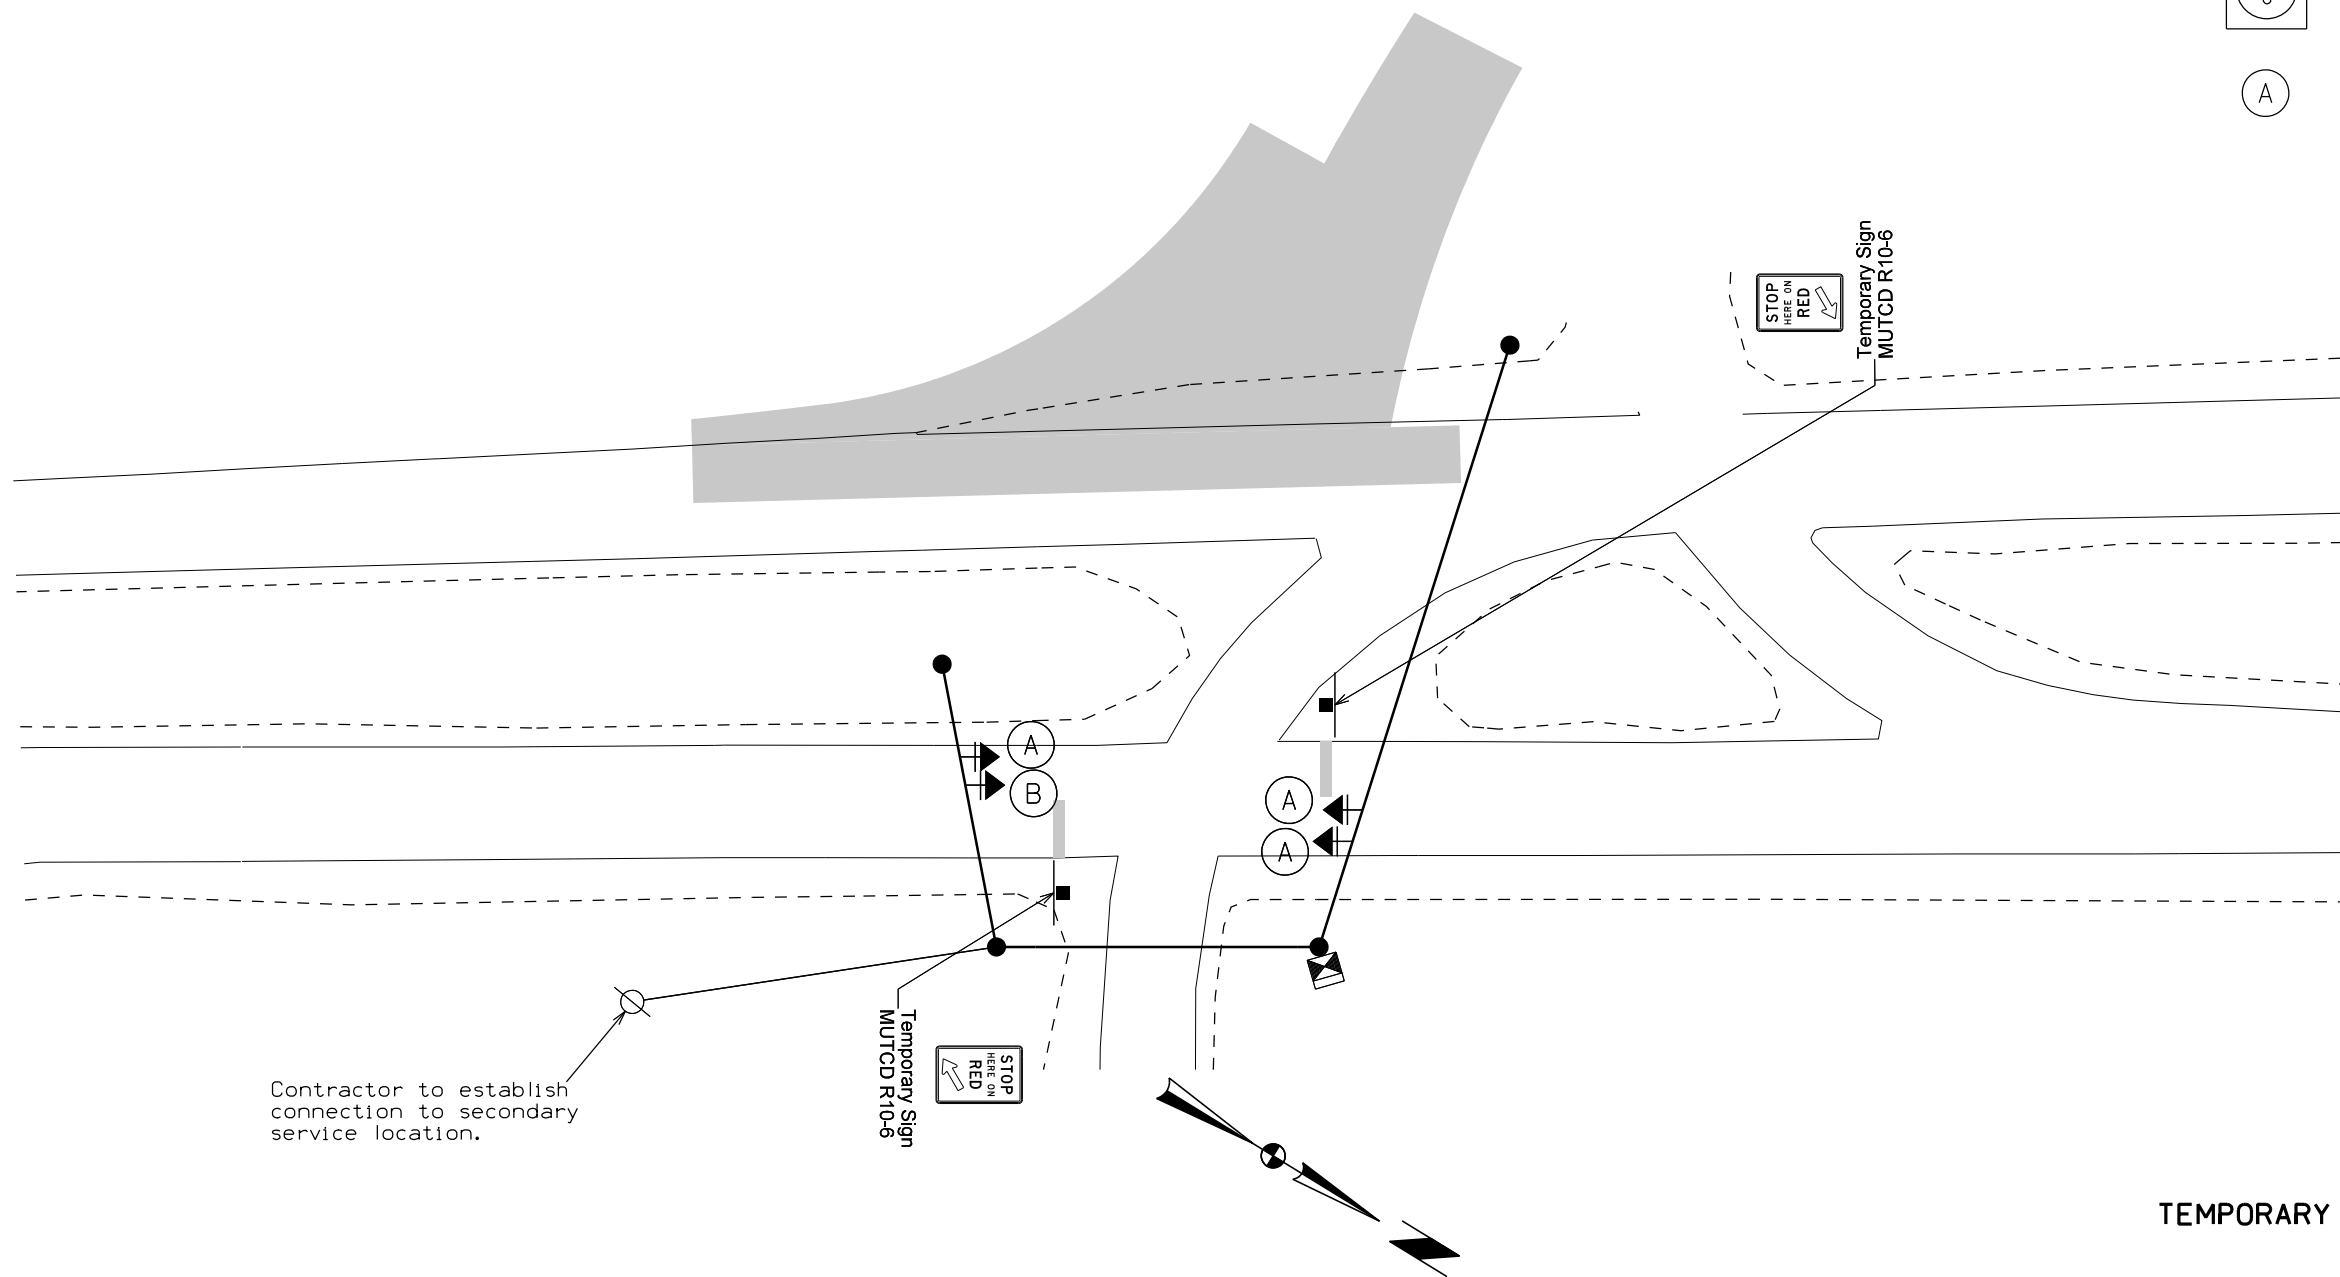 A
Temporary Sign
MUTCD R10-6
STOP
HERE ON
RED
A
B
A
A
Temporary Sign
MUTCD R10-6
STOP
HERE ON
RED
Contractor to establish
connection to secondary
service location.
TEMPORARY